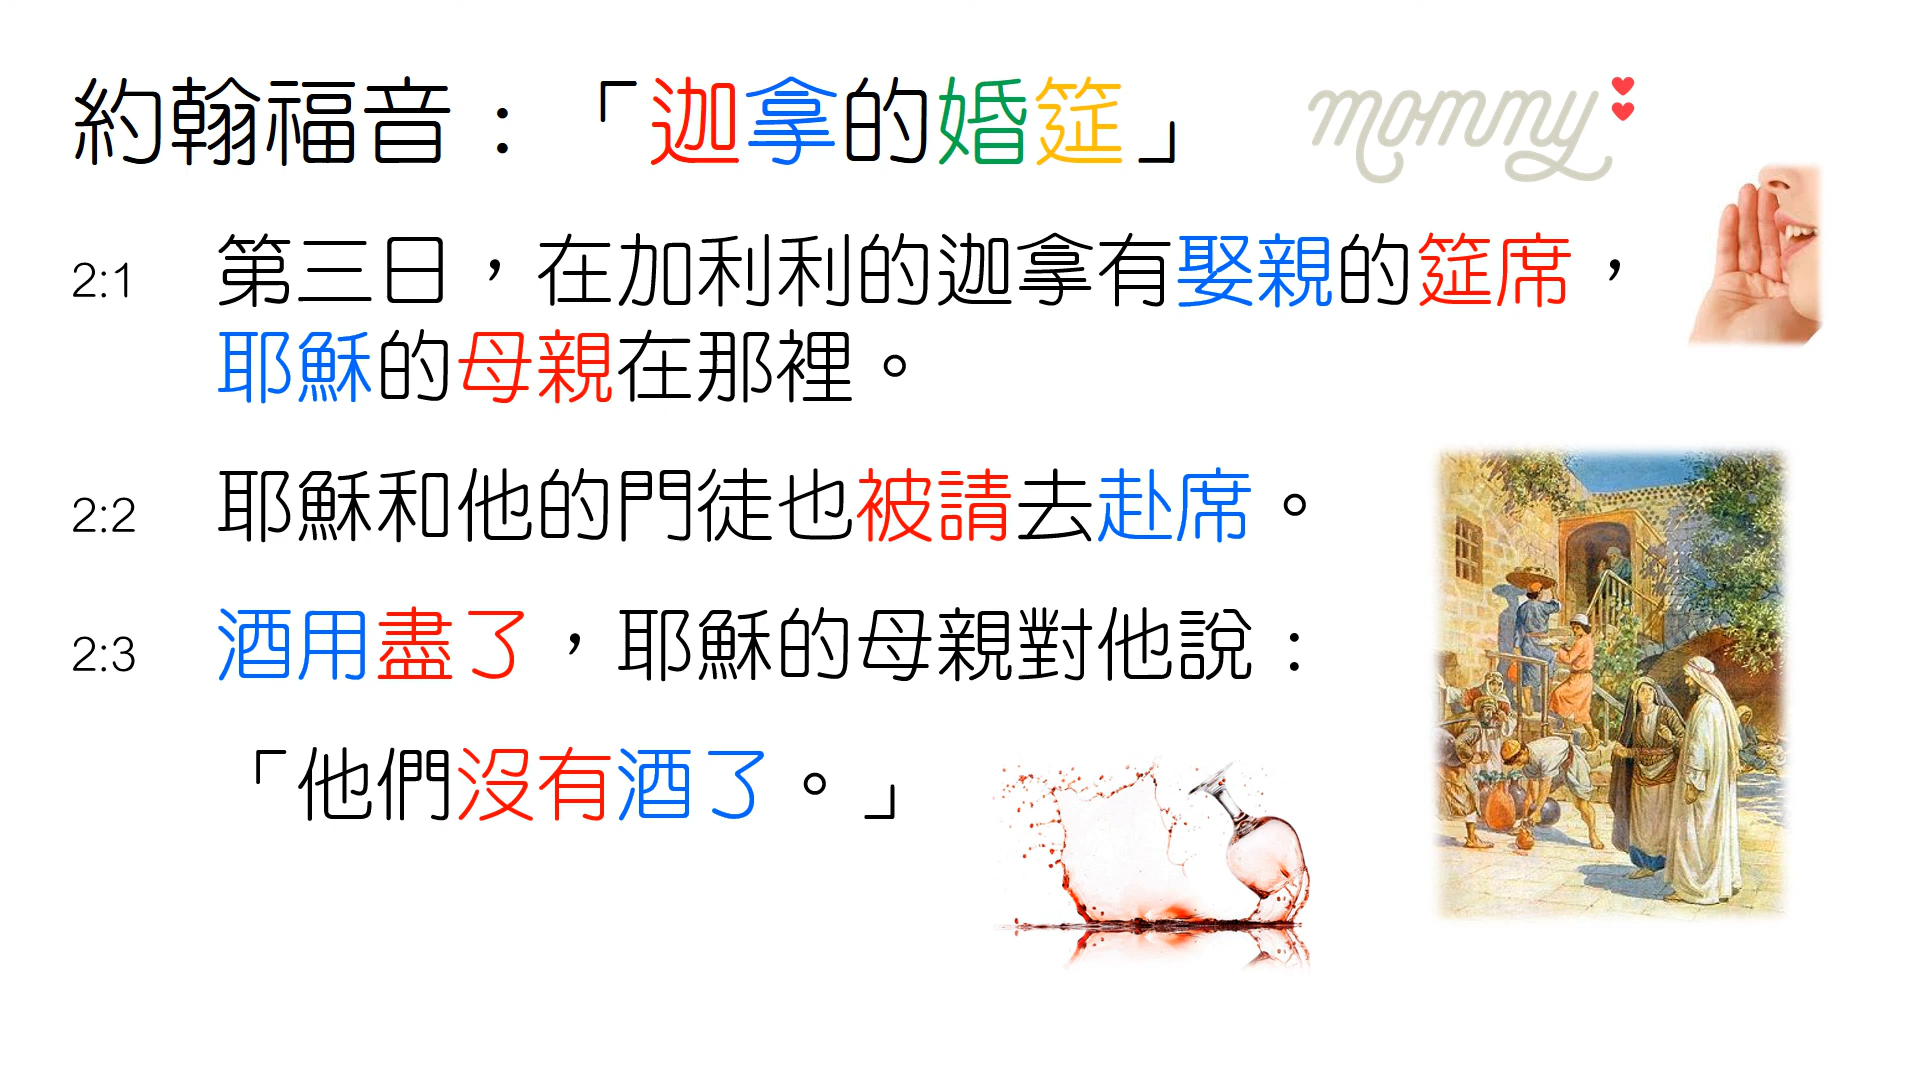 約翰福音：「迦拿的婚筵」
mommy
2:1 第三日，在加利利的迦拿有娶親的筵席，
耶穌的母親在那裡。
2:2 耶穌和他的門徒也被請去赴席。
2:3 酒用盡了，耶穌的母親對他說：
「他們沒有酒了。」